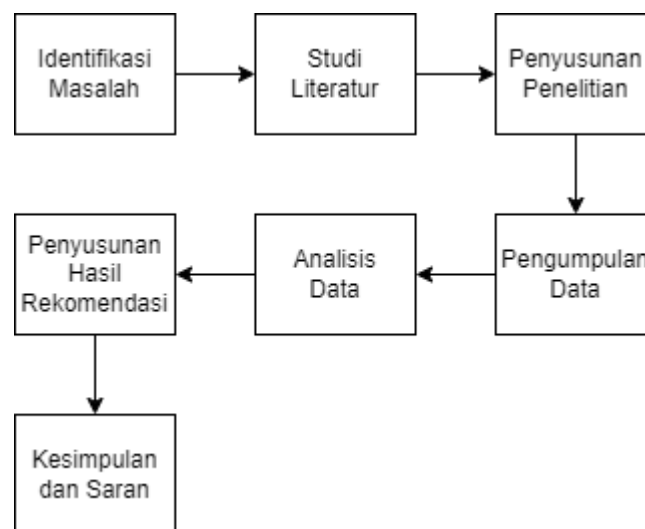 Identifikasi
Masalah
Studi
Literatur
Penyusunan
Penelitian
Pengumpulan
Data
Analisis
Data
Penyusunan
Hasil
Rekomendasi
Kesimpulan
dan Saran